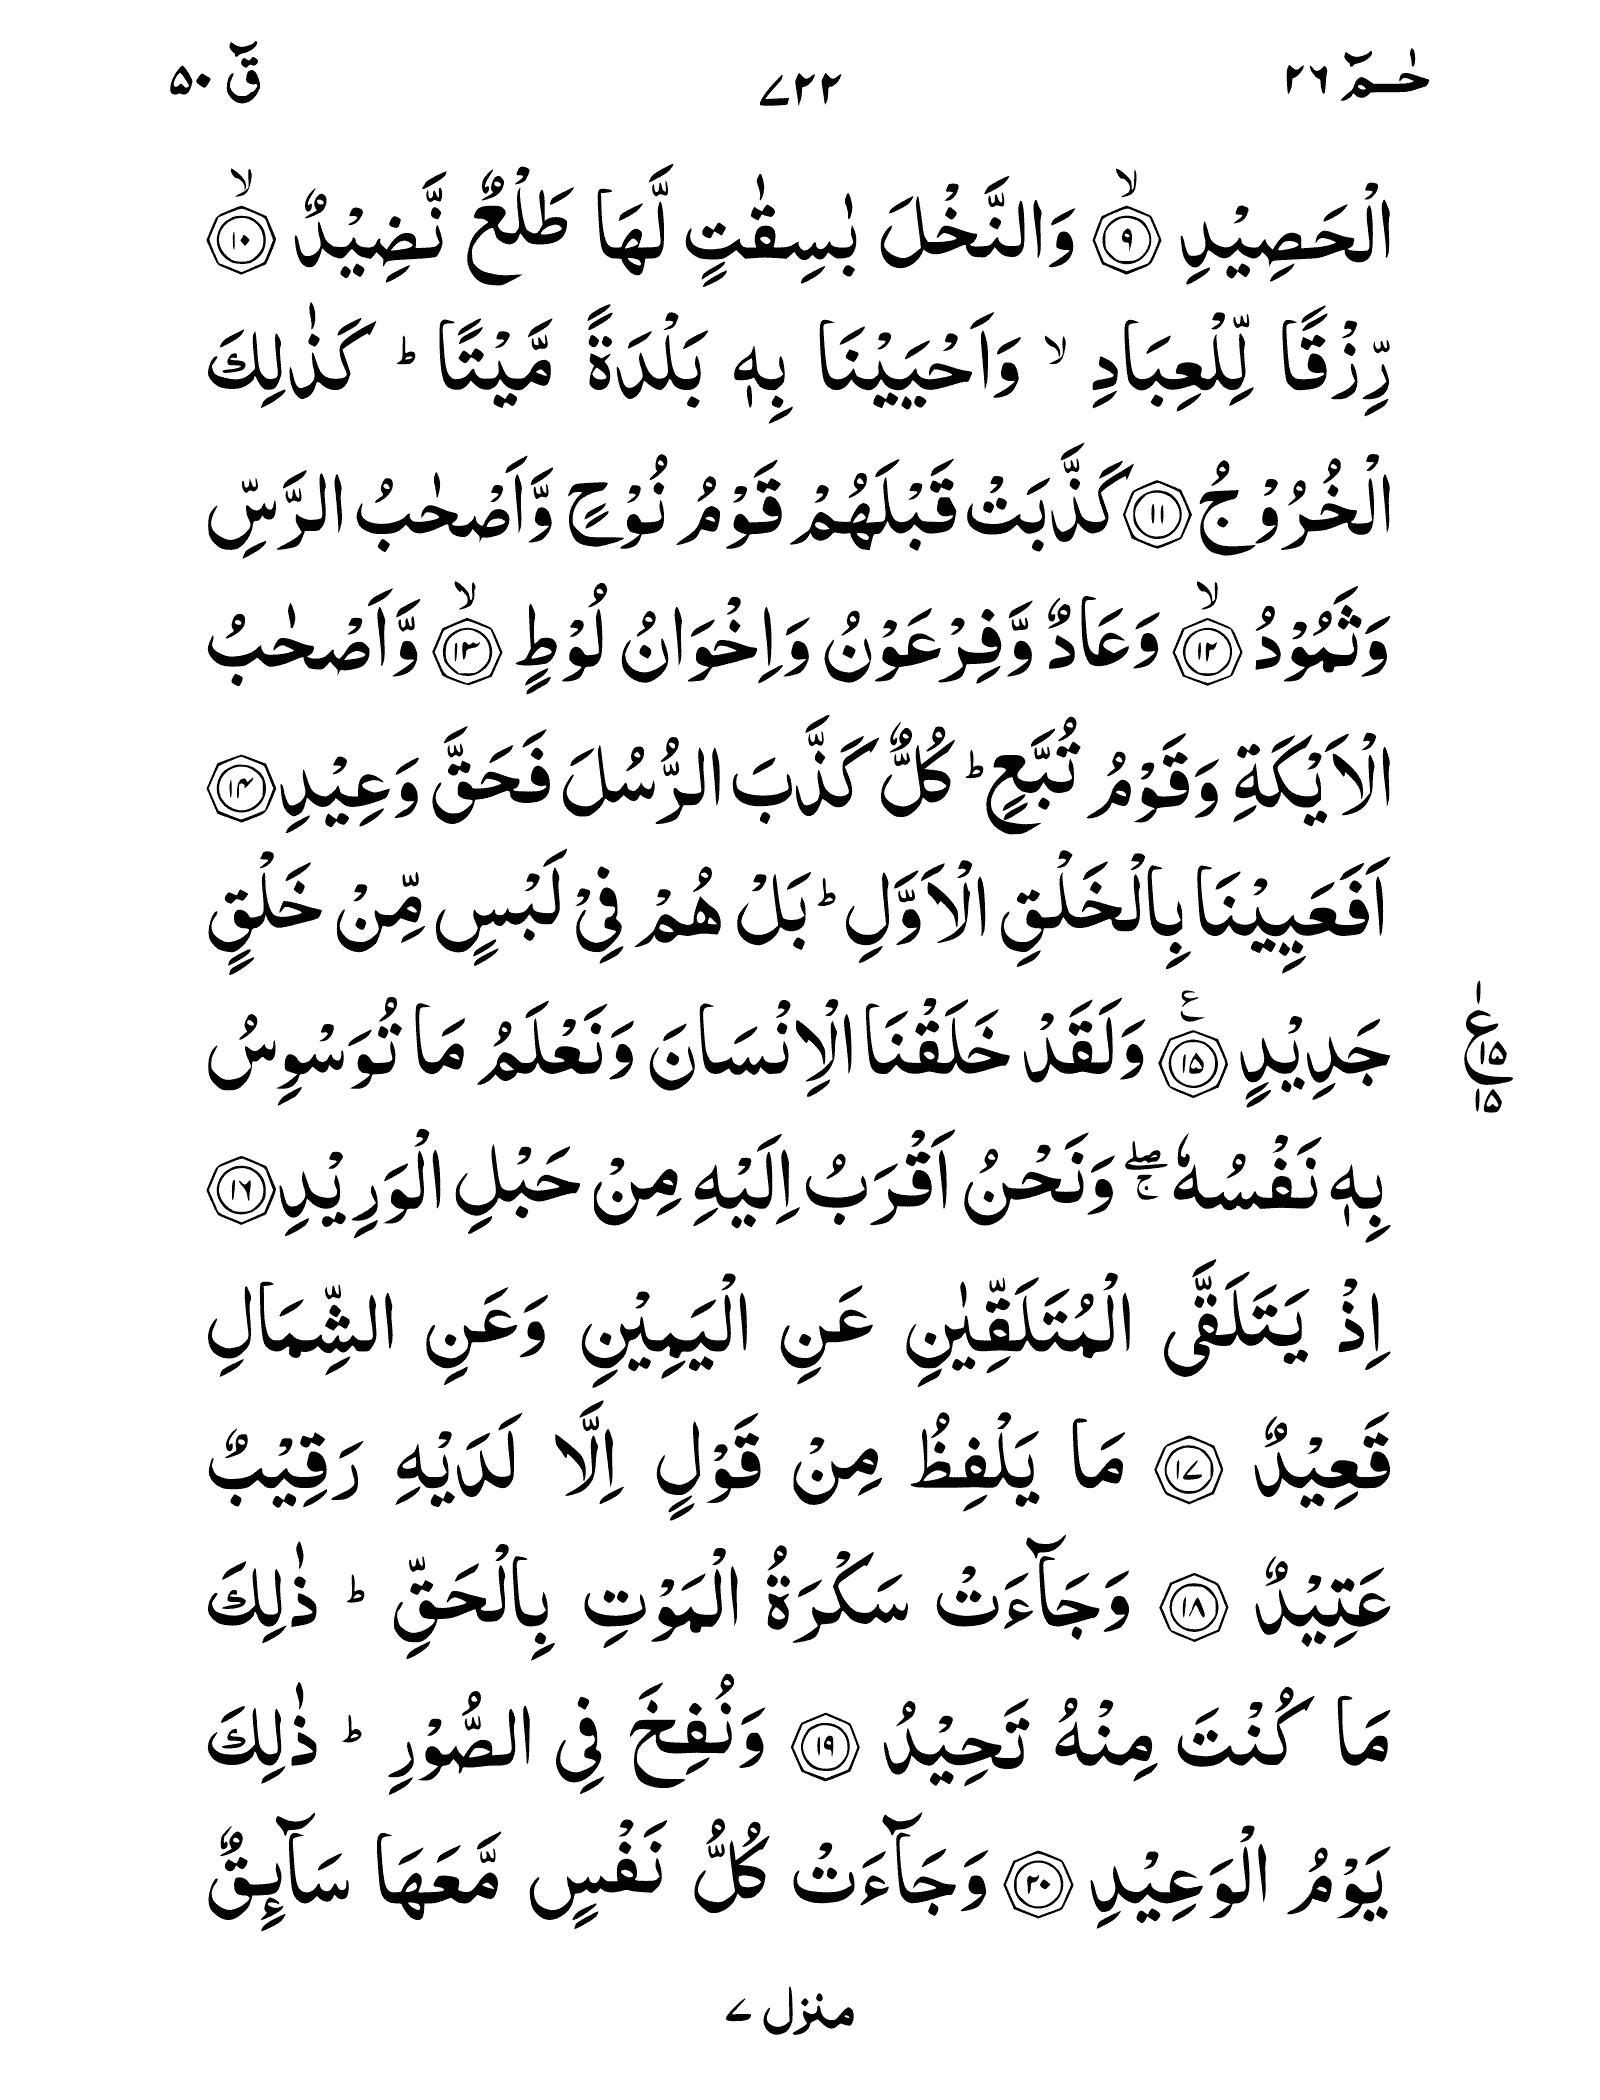 حٰـمٓ ٢٦ ٧٢٢ قٓ ٥٠
الْحَصِيْدِ ۙ﴿٩﴾ وَالنَّخْلَ بٰسِقٰتٍ لَّهَا طَلْعٌ نَّضِيْدٌ ۙ﴿١٠﴾
رِّزْقًا لِّلْعِبَادِ ۙ وَاَحْيَيْنَا بِهٖ بَلْدَةً مَّيْتًا ؕ كَذٰلِكَ
الْخُرُوْجُ ﴿١١﴾ كَذَّبَتْ قَبْلَهُمْ قَوْمُ نُوْحٍ وَّاَصْحٰبُ الرَّسِّ
وَثَمُوْدُ ۙ﴿١٢﴾ وَعَادٌ وَّفِرْعَوْنُ وَاِخْوَانُ لُوْطٍ ۙ﴿١٣﴾ وَّاَصْحٰبُ
الْاَيْكَةِ وَقَوْمُ تُبَّعٍ ؕ كُلٌّ كَذَّبَ الرُّسُلَ فَحَقَّ وَعِيْدِ ﴿١٤﴾
اَفَعَيِيْنَا بِالْخَلْقِ الْاَوَّلِ ؕ بَلْ هُمْ فِيْ لَبْسٍ مِّنْ خَلْقٍ
جَدِيْدٍ ﴿١٥﴾ۧ وَلَقَدْ خَلَقْنَا الْاِنْسَانَ وَنَعْلَمُ مَا تُوَسْوِسُ
ع ١٥ ١٥
بِهٖ نَفْسُهٗ ۖۚ وَنَحْنُ اَقْرَبُ اِلَيْهِ مِنْ حَبْلِ الْوَرِيْدِ ﴿١٦﴾
اِذْ يَتَلَقَّى الْمُتَلَقِّيٰنِ عَنِ الْيَمِيْنِ وَعَنِ الشِّمَالِ
قَعِيْدٌ ﴿١٧﴾ مَا يَلْفِظُ مِنْ قَوْلٍ اِلَّا لَدَيْهِ رَقِيْبٌ
عَتِيْدٌ ﴿١٨﴾ وَجَآءَتْ سَكْرَةُ الْمَوْتِ بِالْحَقِّ ؕ ذٰلِكَ
مَا كُنْتَ مِنْهُ تَحِيْدُ ﴿١٩﴾ وَنُفِخَ فِي الصُّوْرِ ؕ ذٰلِكَ
يَوْمُ الْوَعِيْدِ ﴿٢٠﴾ وَجَآءَتْ كُلُّ نَفْسٍ مَّعَهَا سَآئِقٌ
منزل ٧